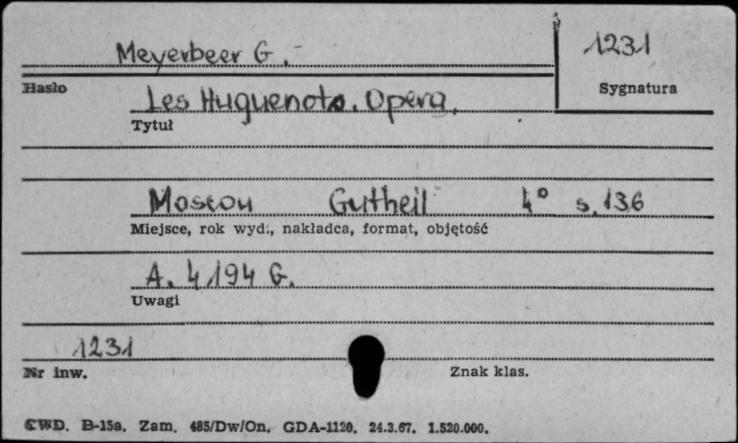 Meyerbeer G.
1231
Hasło
Sygnatura
Les Huguenots. Opera.
Tytuł
Moscou Gutheil 4° s. 136
Miejsce, rok wyd., nakładca, format, objętość
A. 4194 G.
Uwagi
1231
Nr inw.
Znak klas.
CWD. B-15a. Zam. 485/Dw/On. GDA-1120. 24.3.67. 1.520.000.